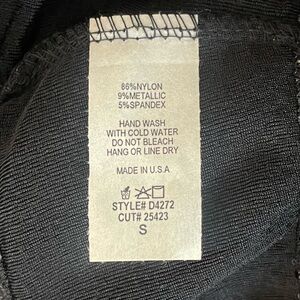 86%NYLON
9%METALLIC
5%SPANDEX
HAND WASH
WITH COLD WATER
DO NOT BLEACH
HANG OR LINE DRY
MADE IN U.S.A
STYLE# D4272
CUT# 25423
S